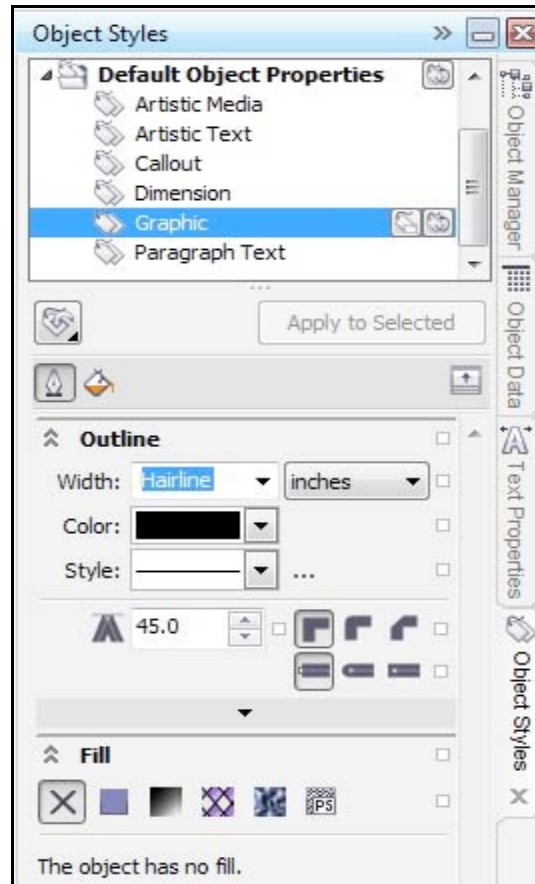 Object Styles
Default Object Properties
Artistic Media
Artistic Text
Callout
Dimension
Graphic
Paragraph Text
Apply to Selected
Outline
Width: Hairline inches
Color:
Style: ...
45.0
Fill
PS
The object has no fill.
Object Manager
Object Data
Text Properties
Object Styles